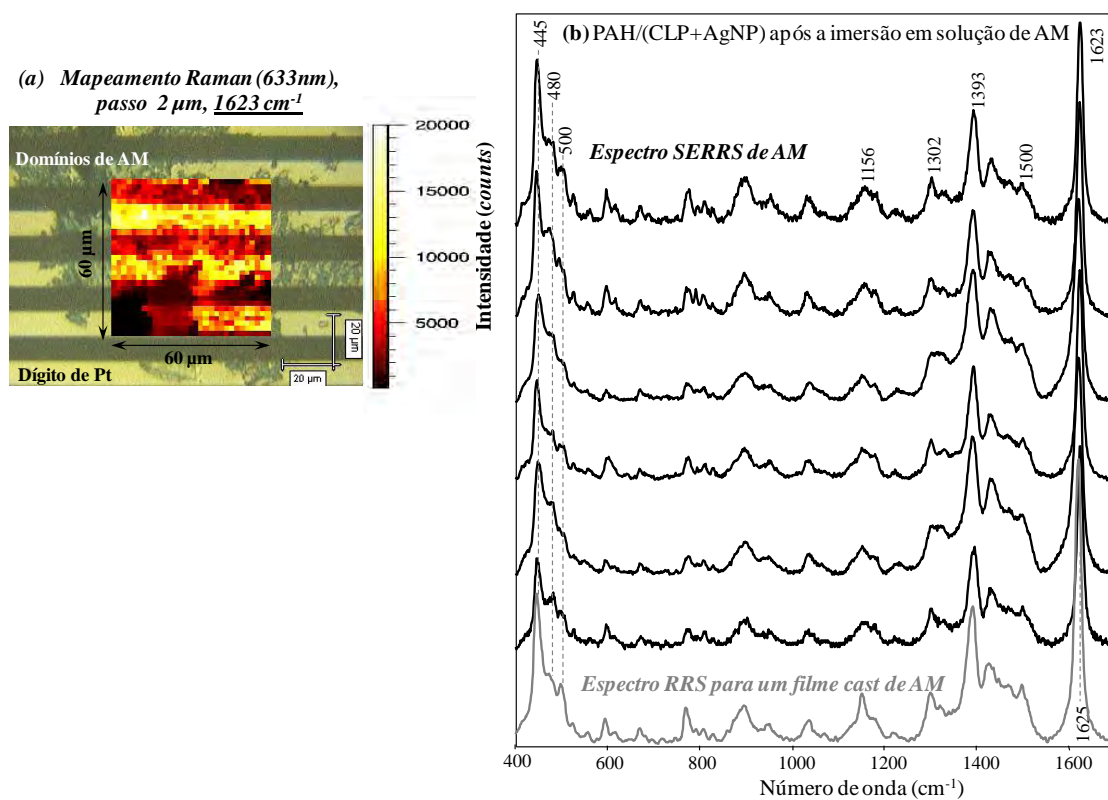 (a) Mapeamento Raman (633nm),
passo 2 µm, 1623 cm-1
Domínios de AM
60 µm
60 µm
20 µm
20 µm
Dígito de Pt
20000
15000
10000
5000
Intensidade (counts)
(b) PAH/(CLP+AgNP) após a imersão em solução de AM
445
480
500
1156
1302
1393
1500
1623
Espectro SERRS de AM
Espectro RRS para um filme cast de AM
1625
400 600 800 1000 1200 1400 1600
Número de onda (cm-1)